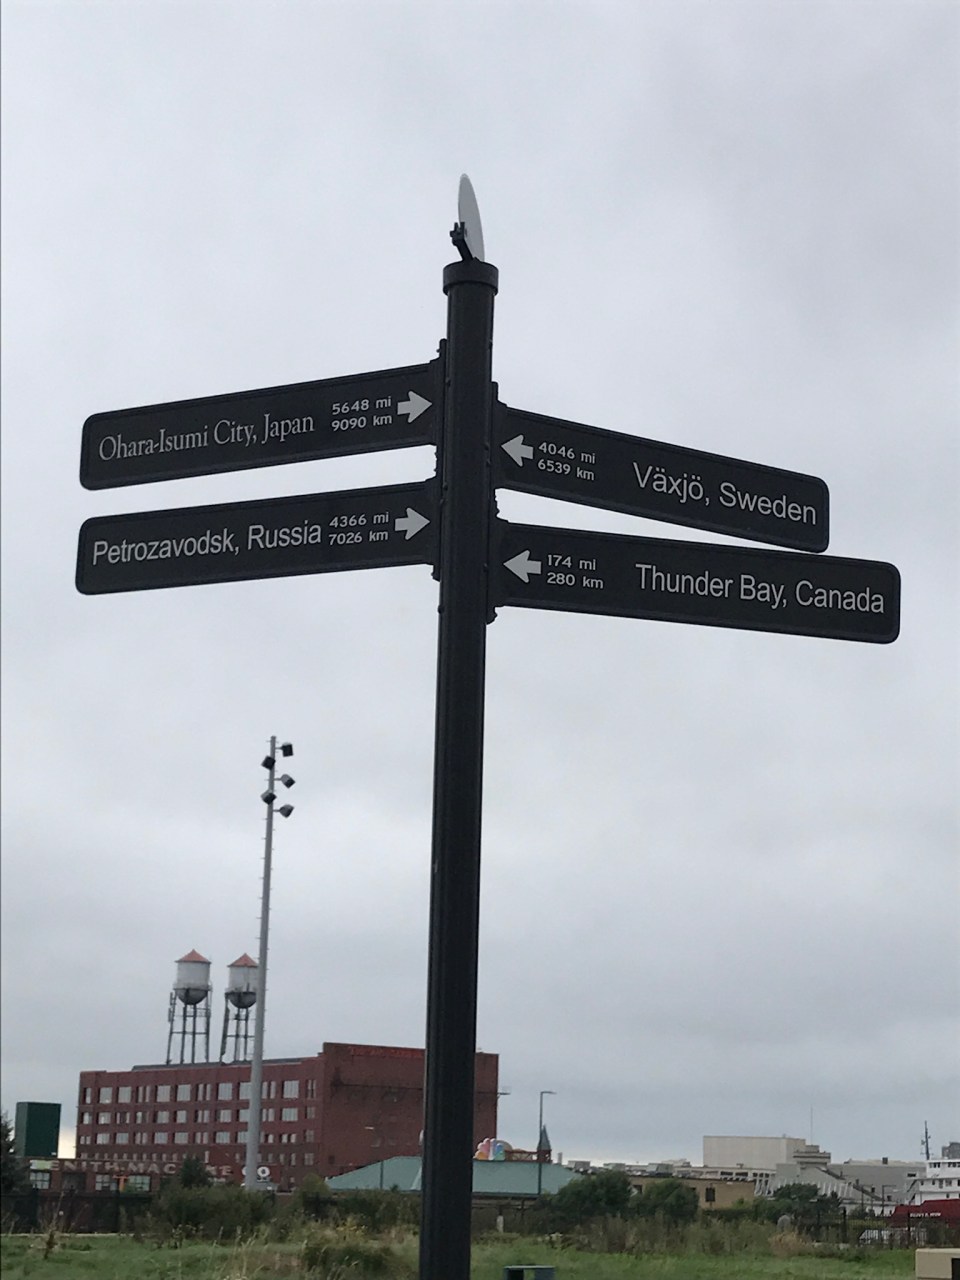 Ohara-Isumi City, Japan
5648 mi
9090 km
4046 mi
6539 km
Växjö, Sweden
Petrozavodsk, Russia
4366 mi
7026 km
174 mi
280 km
Thunder Bay, Canada